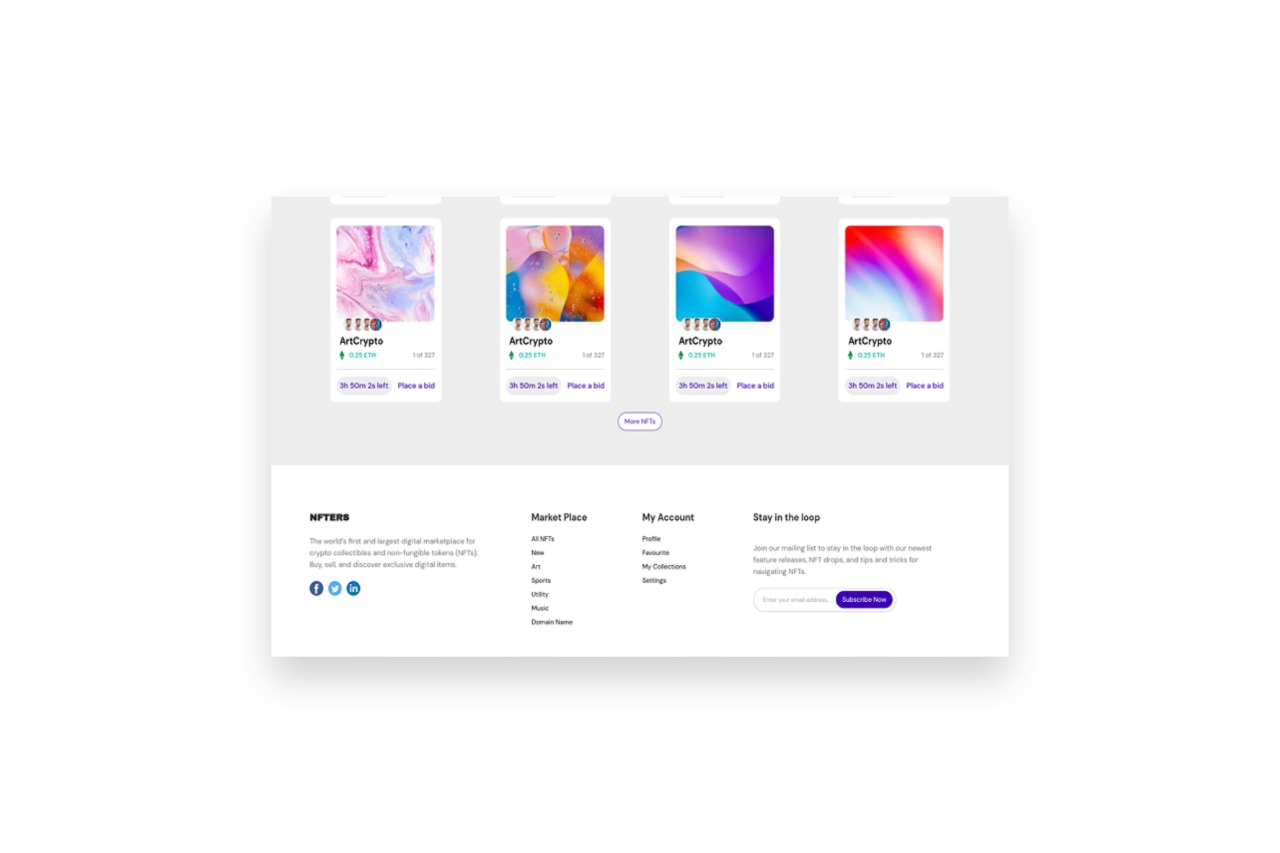 ArtCrypto
0.25 ETH 1 of 327
3h 50m 2s left Place a bid
ArtCrypto
0.25 ETH 1 of 327
3h 50m 2s left Place a bid
ArtCrypto
0.25 ETH 1 of 327
3h 50m 2s left Place a bid
ArtCrypto
0.25 ETH 1 of 327
3h 50m 2s left Place a bid
More NFTs
NFTERS
The world's first and largest digital marketplace for
crypto collectibles and non-fungible tokens (NFTs).
Buy, sell, and discover exclusive digital items.
Market Place
All NFTs
New
Art
Sports
Utility
Music
Domain Name
My Account
Profile
Favourite
My Collections
Settings
Stay in the loop
Join our mailing list to stay in the loop with our newest
feature releases, NFT drops, and tips and tricks for
navigating NFTs.
Enter your email address.. Subscribe Now